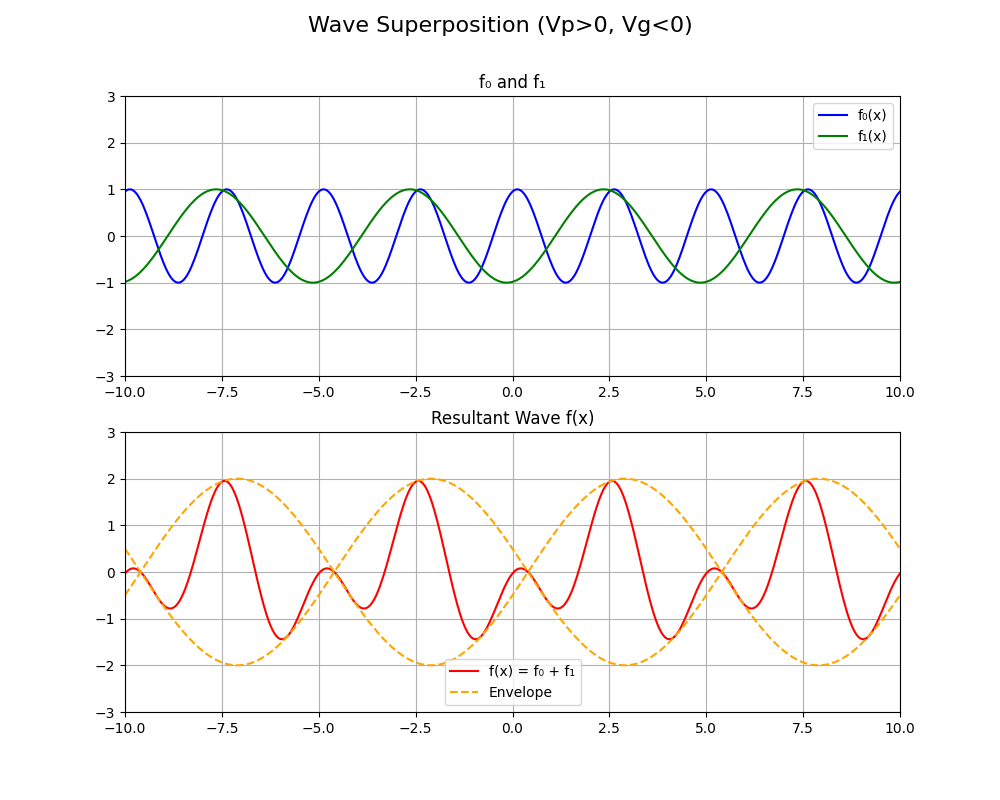 Wave Superposition (Vp>0, Vg<0)
f₀ and f₁
3
2
1
0
−1
−2
−3
f₀(x)
f₁(x)
−10.0 −7.5 −5.0 −2.5 0.0 2.5 5.0 7.5 10.0
Resultant Wave f(x)
3
2
1
0
−1
−2
−3
f(x) = f₀ + f₁
Envelope
−10.0 −7.5 −5.0 −2.5 0.0 2.5 5.0 7.5 10.0